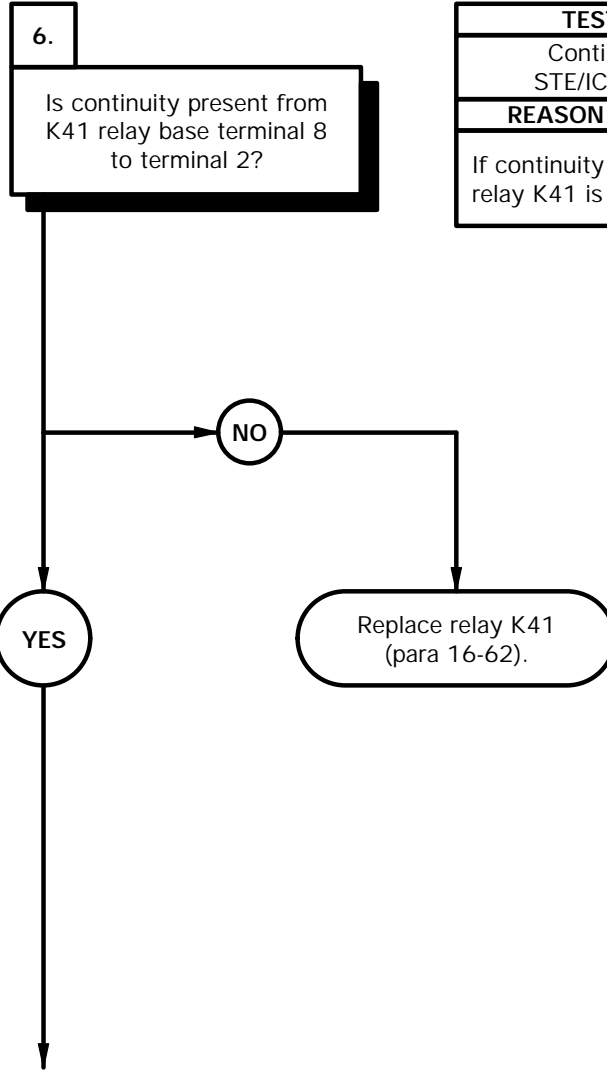 6.
Is continuity present from
K41 relay base terminal 8
to terminal 2?
TEST
Conti
STE/IC
REASON
If continuity
relay K41 is
NO
YES
Replace relay K41
(para 16-62).